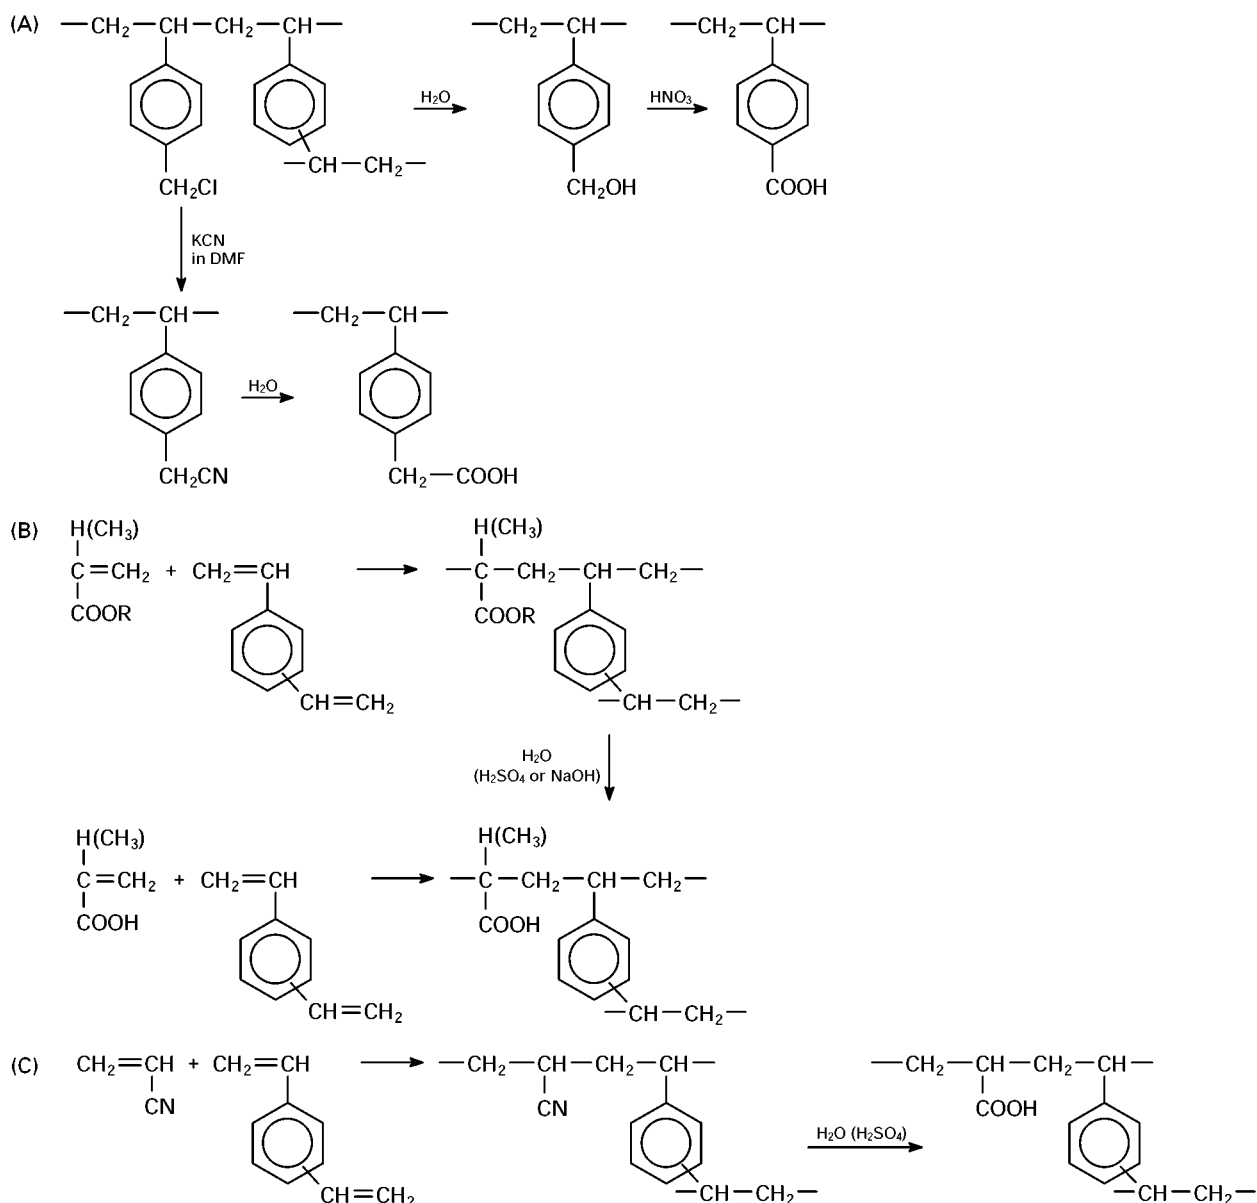 (A) —CH₂—CH—CH₂—CH— —CH₂—CH— —CH₂—CH—
H₂O HNO₃
—CH—CH₂—
CH₂Cl CH₂OH COOH
KCN
in DMF
—CH₂—CH— —CH₂—CH—
H₂O
CH₂CN CH₂—COOH
(B) H(CH₃) H(CH₃)
C=CH₂ + CH₂=CH —C—CH₂—CH—CH₂—
COOR COOR
CH=CH₂ —CH—CH₂—
H₂O
(H₂SO₄ or NaOH)
H(CH₃) H(CH₃)
C=CH₂ + CH₂=CH —C—CH₂—CH—CH₂—
COOH COOH
CH=CH₂ —CH—CH₂—
(C) CH₂=CH + CH₂=CH —CH₂—CH—CH₂—CH— —CH₂—CH—CH₂—CH—
CN CN COOH
H₂O (H₂SO₄)
CH=CH₂ —CH—CH₂— —CH—CH₂—